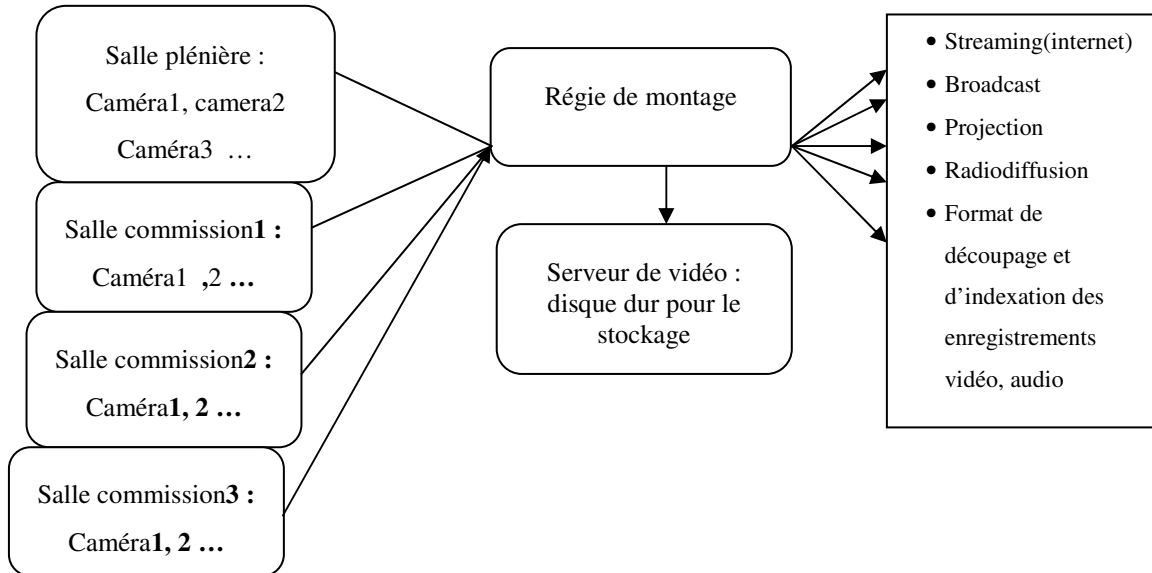 Salle plénière :
Caméra1, camera2
Caméra3 …
Salle commission1 :
Caméra1 ,2 …
Salle commission2 :
Caméra1, 2 …
Salle commission3 :
Caméra1, 2 …
Régie de montage
Serveur de vidéo :
disque dur pour le
stockage
• Streaming(internet)
• Broadcast
• Projection
• Radiodiffusion
• Format de
découpage et
d’indexation des
enregistrements
vidéo, audio